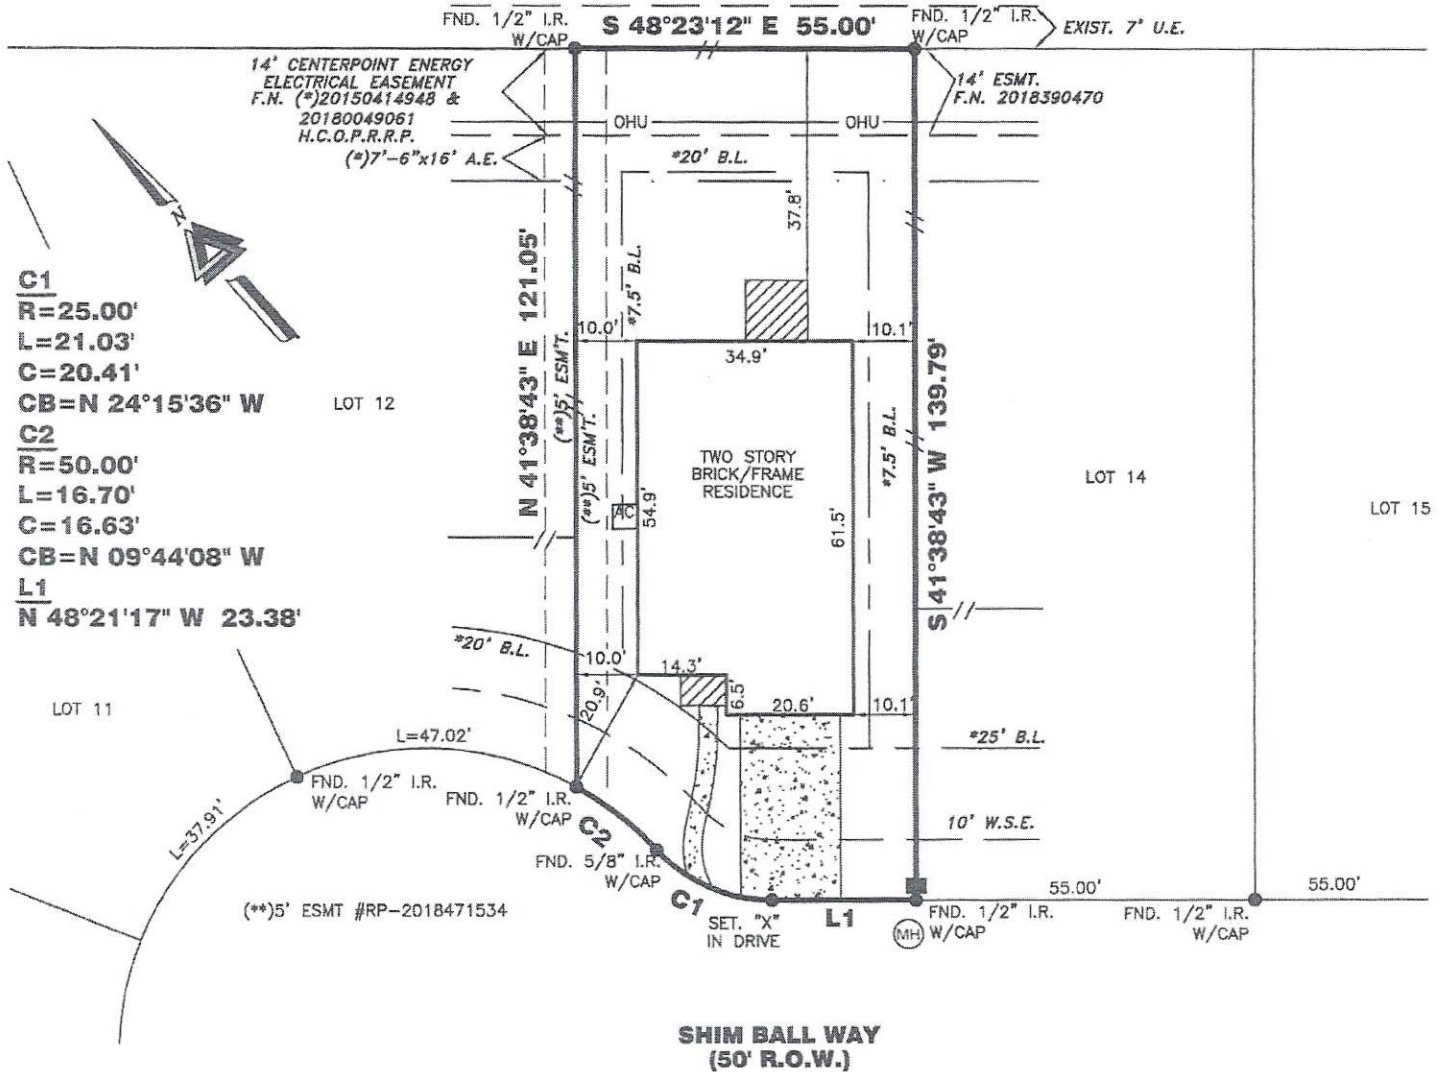 FND. 1/2" I.R.
W/CAP
S 48°23'12" E 55.00'
FND. 1/2" I.R.
W/CAP
EXIST. 7' U.E.
14' CENTERPOINT ENERGY
ELECTRICAL EASEMENT
F.N. (*)20150414948 &
20180049061
H.C.O.P.R.R.P.
(*)7'-6"x16' A.E.
14' ESMT.
F.N. 2018390470
OHU
OHU
*20' B.L.
37.8'
N
*7.5' B.L.
N 41°38'43" E 121.05'
(**)5' ESM'T.
(**)5' ESM'T.
10.0'
34.9'
10.1'
C1
R=25.00'
L=21.03'
C=20.41'
CB=N 24°15'36" W
C2
R=50.00'
L=16.70'
C=16.63'
CB=N 09°44'08" W
L1
N 48°21'17" W 23.38'
LOT 12
TWO STORY
BRICK/FRAME
RESIDENCE
AC
54.9'
61.5'
*7.5' B.L.
S 41°38'43" W 139.79'
LOT 14
LOT 15
*20' B.L.
10.0'
14.3'
6.5'
20.6'
10.1'
20.9'
LOT 11
L=47.02'
*25' B.L.
FND. 1/2" I.R.
W/CAP
FND. 1/2" I.R.
W/CAP
C2
10' W.S.E.
L=37.91'
FND. 5/8" I.R.
W/CAP
C1
(**)5' ESMT #RP-2018471534
SET. "X"
IN DRIVE
L1
MH
FND. 1/2" I.R.
W/CAP
55.00'
FND. 1/2" I.R.
W/CAP
55.00'
SHIM BALL WAY
(50' R.O.W.)